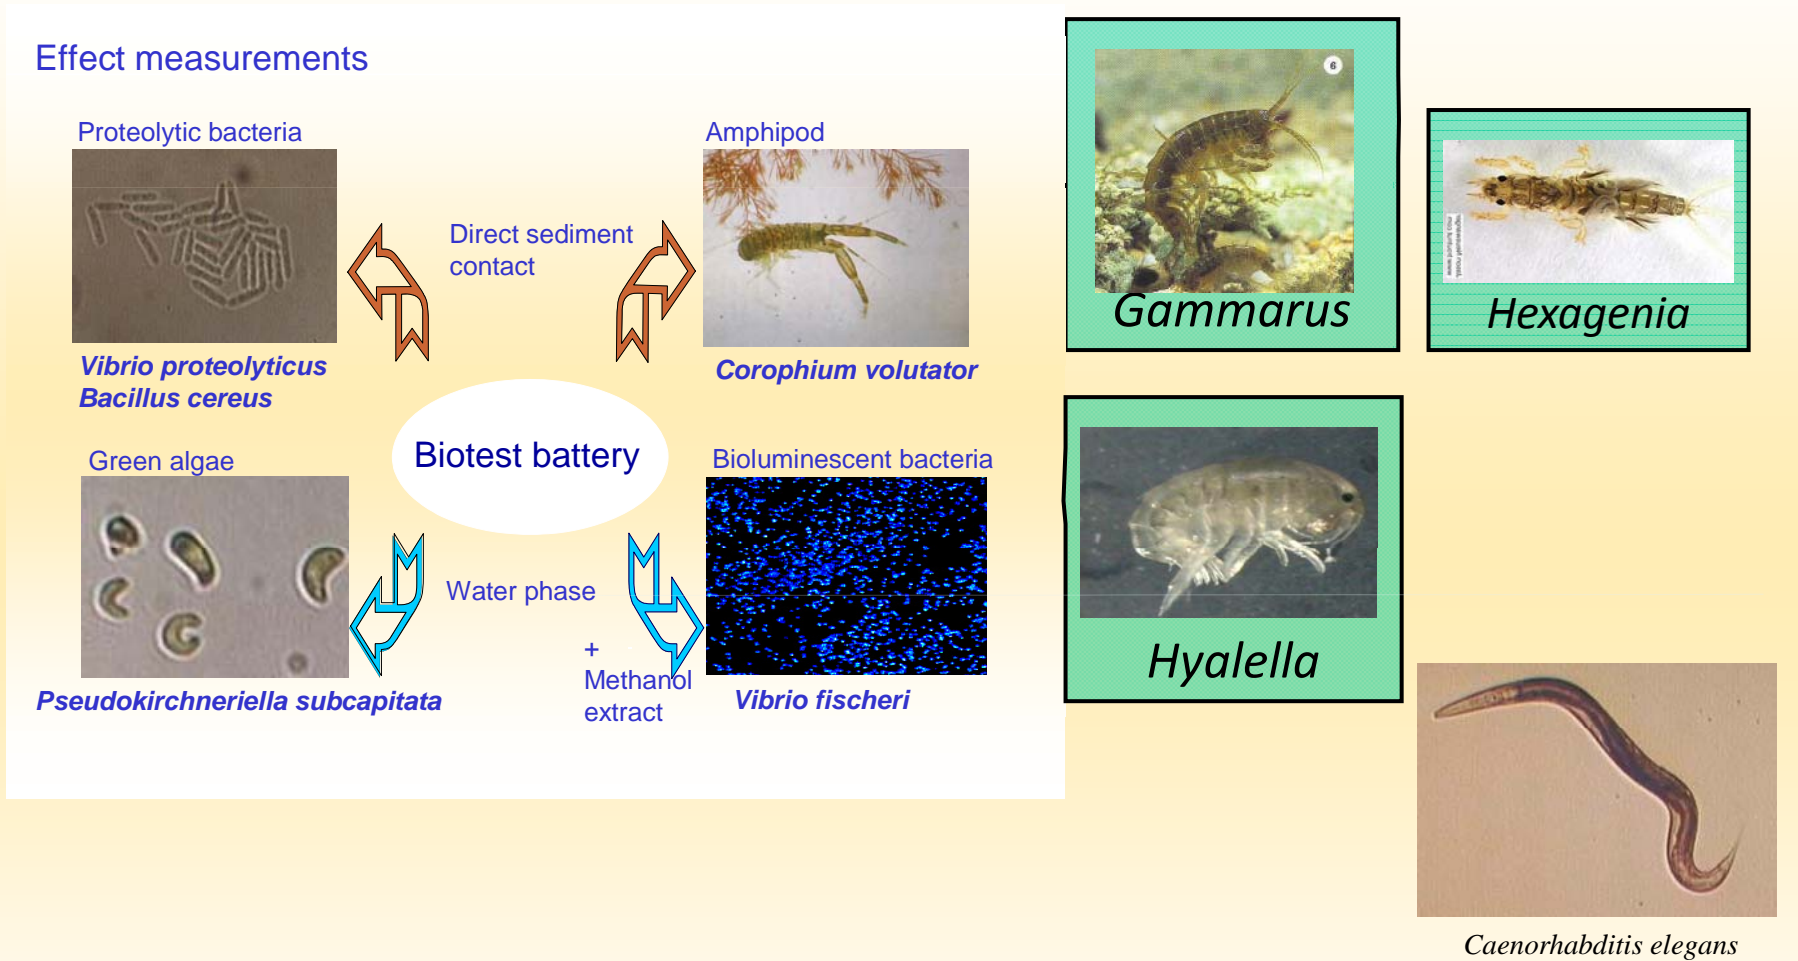 Effect measurements
Proteolytic bacteria
Amphipod
Direct sediment
contact
Vibrio proteolyticus
Bacillus cereus
Corophium volutator
Biotest battery
Green algae
Bioluminescent bacteria
Water phase
+
Methanol
extract
Pseudokirchneriella subcapitata
Vibrio fischeri
6
Gammarus
Hexagenia
Hyalella
Caenorhabditis elegans